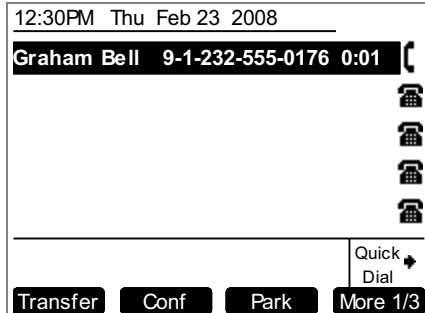 12:30PM Thu Feb 23 2008
Graham Bell 9-1-232-555-0176 0:01
Quick
Dial
Transfer Conf Park More 1/3